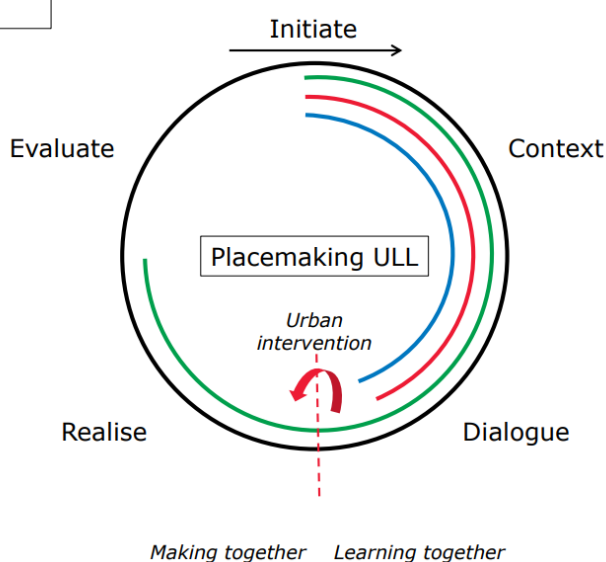 Initiate
Evaluate
Context
Placemaking ULL
Urban
intervention
Realise
Dialogue
Making together
Learning together